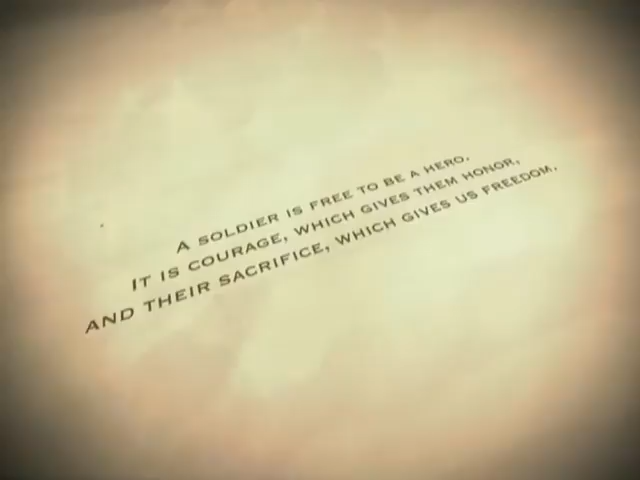 A SOLDIER IS FREE TO BE A HERO.
IT IS COURAGE, WHICH GIVES THEM HONOR,
AND THEIR SACRIFICE, WHICH GIVES US FREEDOM.